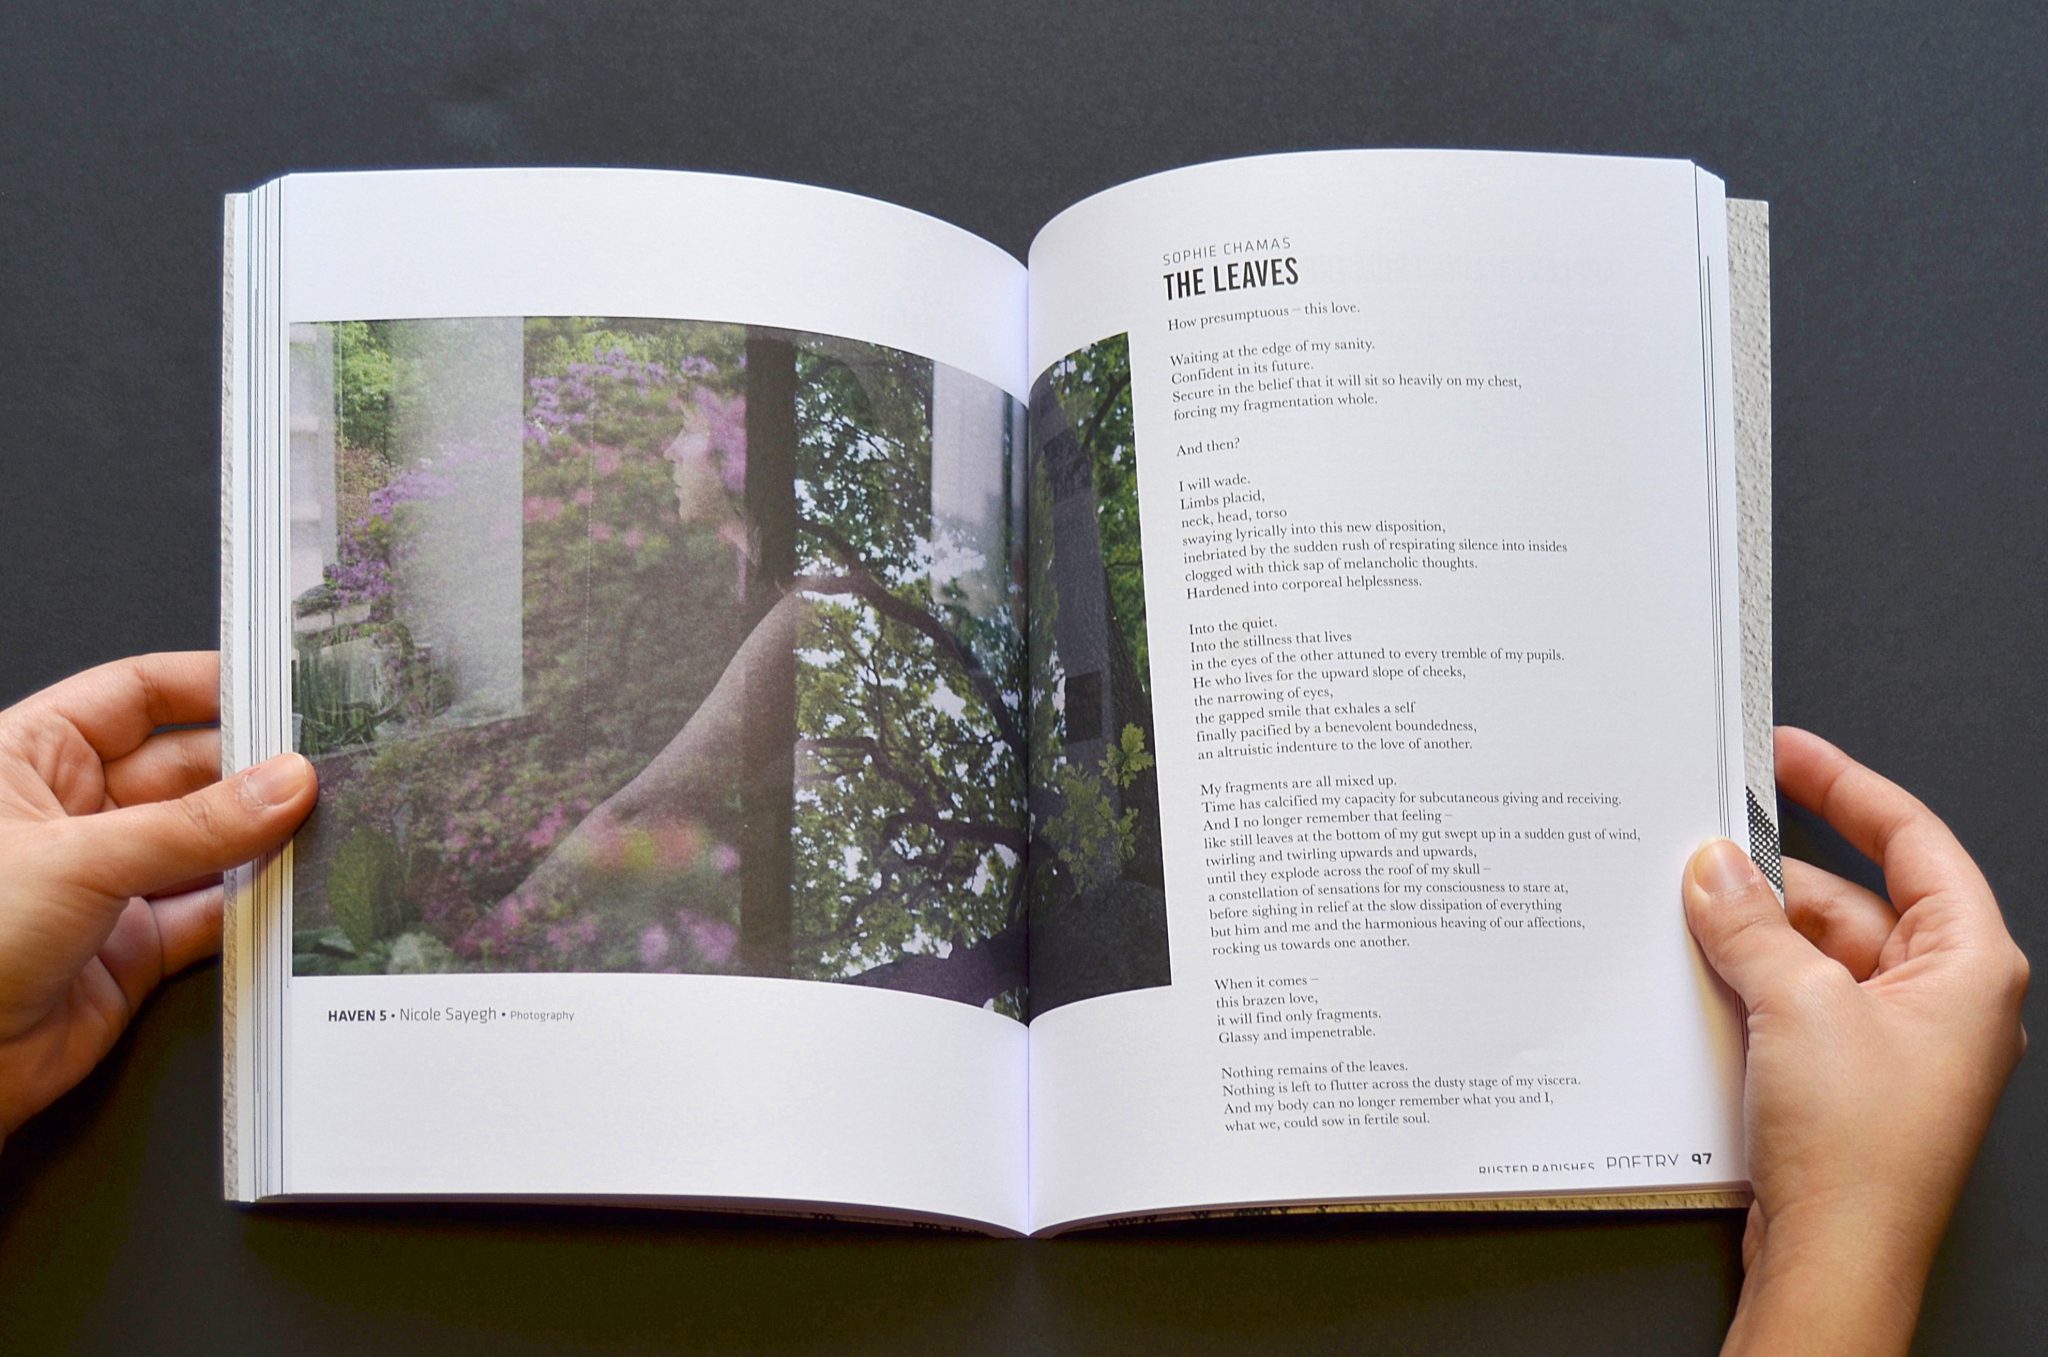 HAVEN 5 • Nicole Sayegh • Photography
SOPHIE CHAMAS
THE LEAVES
How presumptuous – this love.
Waiting at the edge of my sanity.
Confident in its future.
Secure in the belief that it will sit so heavily on my chest,
forcing my fragmentation whole.
And then?
I will wade.
Limbs placid,
neck, head, torso
swaying lyrically into this new disposition,
inebriated by the sudden rush of respirating silence into insides
clogged with thick sap of melancholic thoughts.
Hardened into corporeal helplessness.
Into the quiet.
Into the stillness that lives
in the eyes of the other attuned to every tremble of my pupils.
He who lives for the upward slope of cheeks,
the narrowing of eyes,
the gapped smile that exhales a self
finally pacified by a benevolent boundedness,
an altruistic indenture to the love of another.
My fragments are all mixed up.
Time has calcified my capacity for subcutaneous giving and receiving.
And I no longer remember that feeling –
like still leaves at the bottom of my gut swept up in a sudden gust of wind,
twirling and twirling upwards and upwards,
until they explode across the roof of my skull –
a constellation of sensations for my consciousness to stare at,
before sighing in relief at the slow dissipation of everything
but him and me and the harmonious heaving of our affections,
rocking us towards one another.
When it comes –
this brazen love,
it will find only fragments.
Glassy and impenetrable.
Nothing remains of the leaves.
Nothing is left to flutter across the dusty stage of my viscera.
And my body can no longer remember what you and I,
what we, could sow in fertile soul.
RUSTED RADISHES POETRY 97